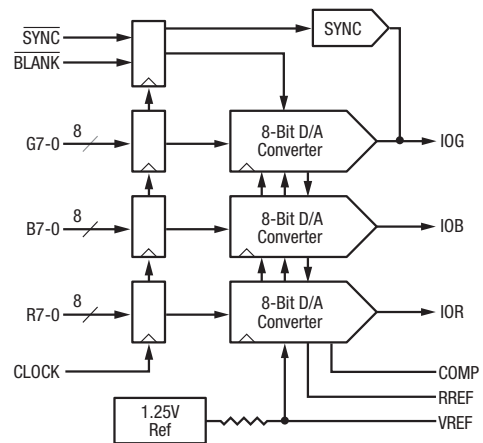 SYNC
SYNC
BLANK
8
G7-0
8-Bit D/A
Converter
IOG
8
B7-0
8-Bit D/A
Converter
IOB
8
R7-0
8-Bit D/A
Converter
IOR
CLOCK
COMP
RREF
1.25V
Ref
VREF